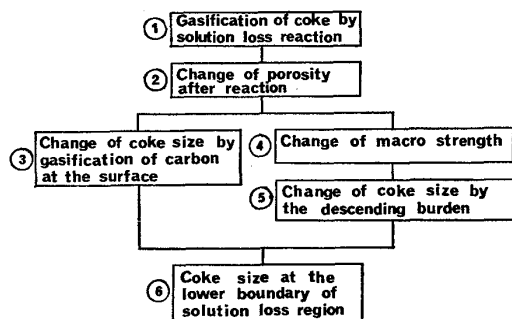 ① Gasification of coke by
solution loss reaction
② Change of porosity
after reaction
③ Change of coke size by
gasification of carbon
at the surface
④ Change of macro strength
⑤ Change of coke size by
the descending burden
⑥ Coke size at the
lower boundary of
solution loss region